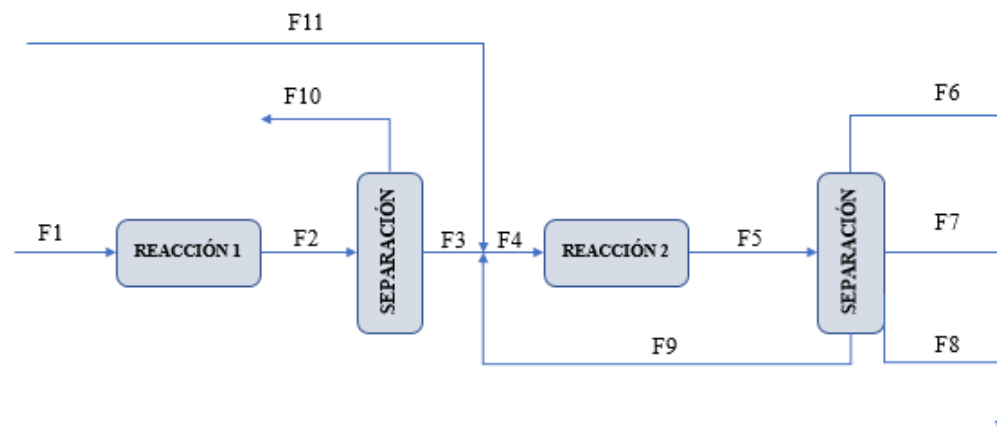 F11
F10
F6
F1
REACCIÓN 1
F2
SEPARACIÓN
F3
F4
REACCIÓN 2
F5
SEPARACIÓN
F7
F9
F8